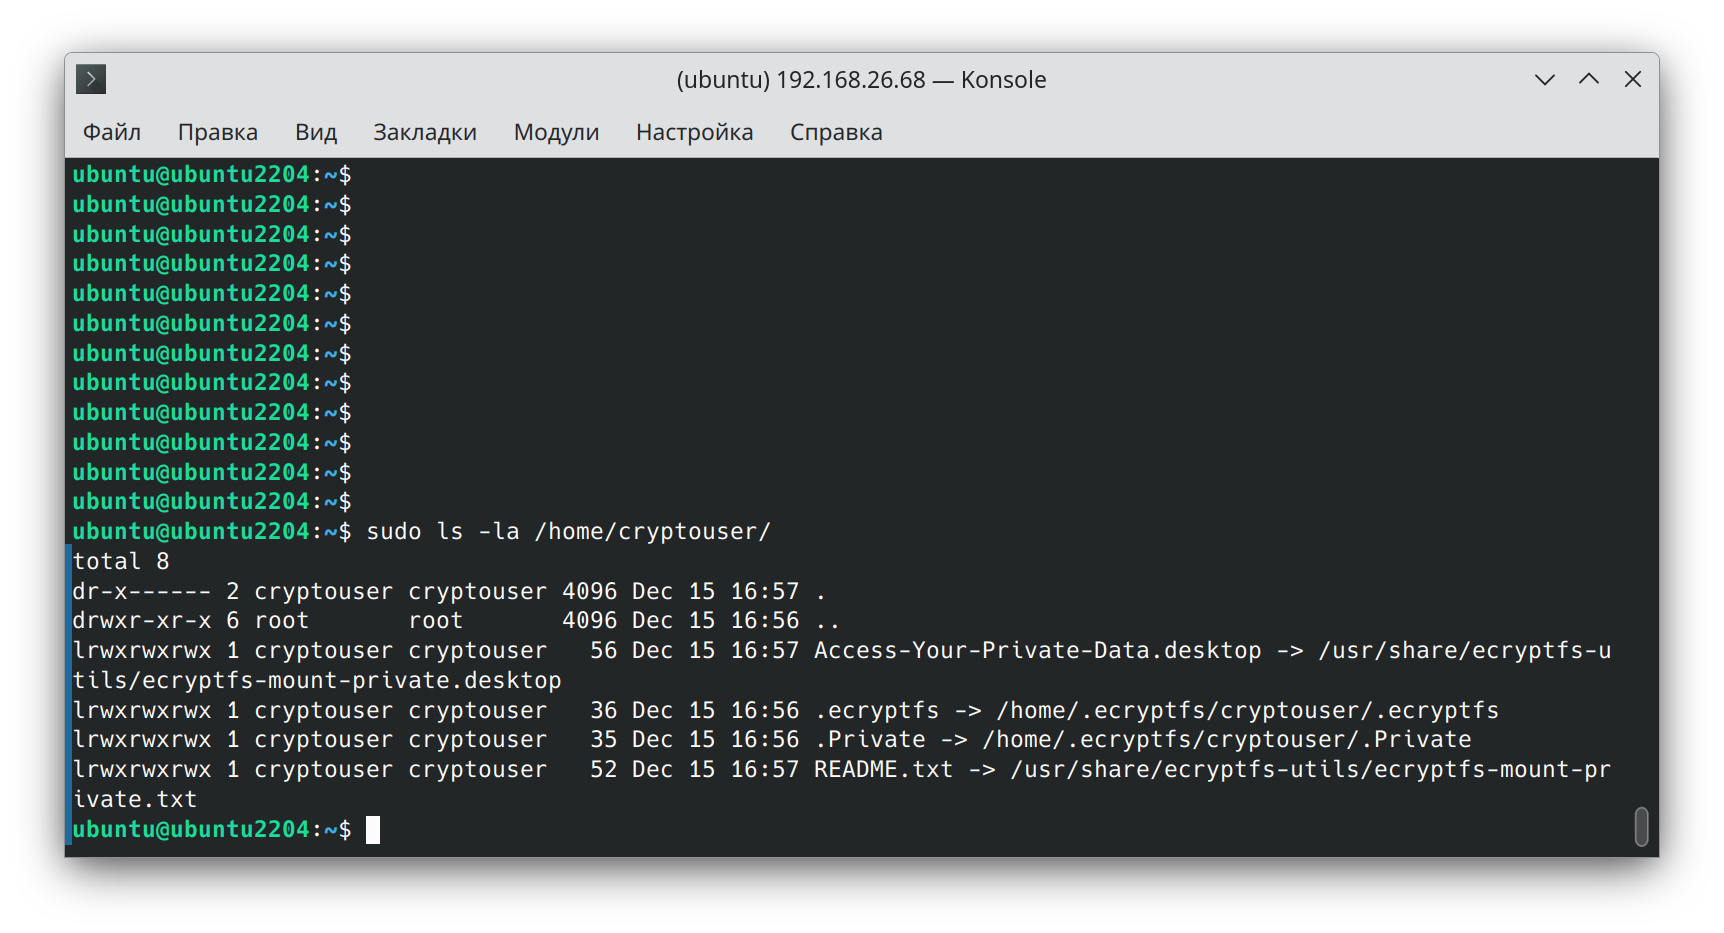 (ubuntu) 192.168.26.68 — Konsole
Файл Правка Вид Закладки Модули Настройка Справка
ubuntu@ubuntu2204:~$
ubuntu@ubuntu2204:~$
ubuntu@ubuntu2204:~$
ubuntu@ubuntu2204:~$
ubuntu@ubuntu2204:~$
ubuntu@ubuntu2204:~$
ubuntu@ubuntu2204:~$
ubuntu@ubuntu2204:~$
ubuntu@ubuntu2204:~$
ubuntu@ubuntu2204:~$
ubuntu@ubuntu2204:~$
ubuntu@ubuntu2204:~$
ubuntu@ubuntu2204:~$ sudo ls -la /home/cryptouser/
total 8
dr-x------ 2 cryptouser cryptouser 4096 Dec 15 16:57 .
drwxr-xr-x 6 root       root       4096 Dec 15 16:56 ..
lrwxrwxrwx 1 cryptouser cryptouser   56 Dec 15 16:57 Access-Your-Private-Data.desktop -> /usr/share/ecryptfs-u
tils/ecryptfs-mount-private.desktop
lrwxrwxrwx 1 cryptouser cryptouser   36 Dec 15 16:56 .ecryptfs -> /home/.ecryptfs/cryptouser/.ecryptfs
lrwxrwxrwx 1 cryptouser cryptouser   35 Dec 15 16:56 .Private -> /home/.ecryptfs/cryptouser/.Private
lrwxrwxrwx 1 cryptouser cryptouser   52 Dec 15 16:57 README.txt -> /usr/share/ecryptfs-utils/ecryptfs-mount-pr
ivate.txt
ubuntu@ubuntu2204:~$